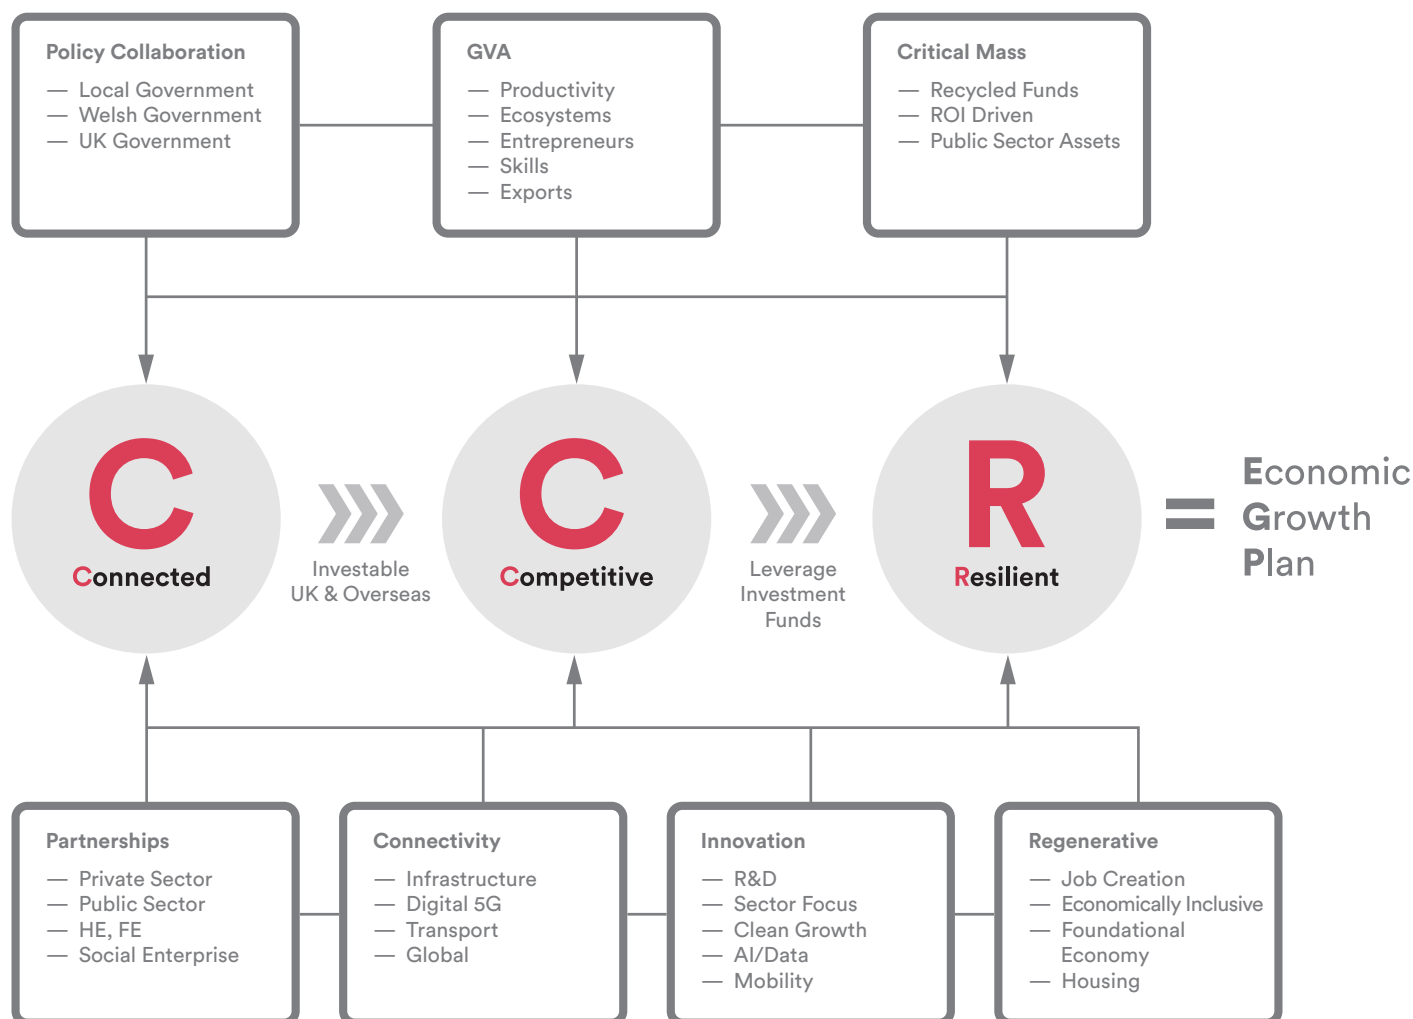 Policy Collaboration
— Local Government
— Welsh Government
— UK Government
GVA
— Productivity
— Ecosystems
— Entrepreneurs
— Skills
— Exports
Critical Mass
— Recycled Funds
— ROI Driven
— Public Sector Assets
C
Connected
Investable
UK & Overseas
C
Competitive
Leverage
Investment
Funds
R
Resilient
=
Economic
Growth
Plan
Partnerships
— Private Sector
— Public Sector
— HE, FE
— Social Enterprise
Connectivity
— Infrastructure
— Digital 5G
— Transport
— Global
Innovation
— R&D
— Sector Focus
— Clean Growth
— AI/Data
— Mobility
Regenerative
— Job Creation
— Economically Inclusive
— Foundational
Economy
— Housing